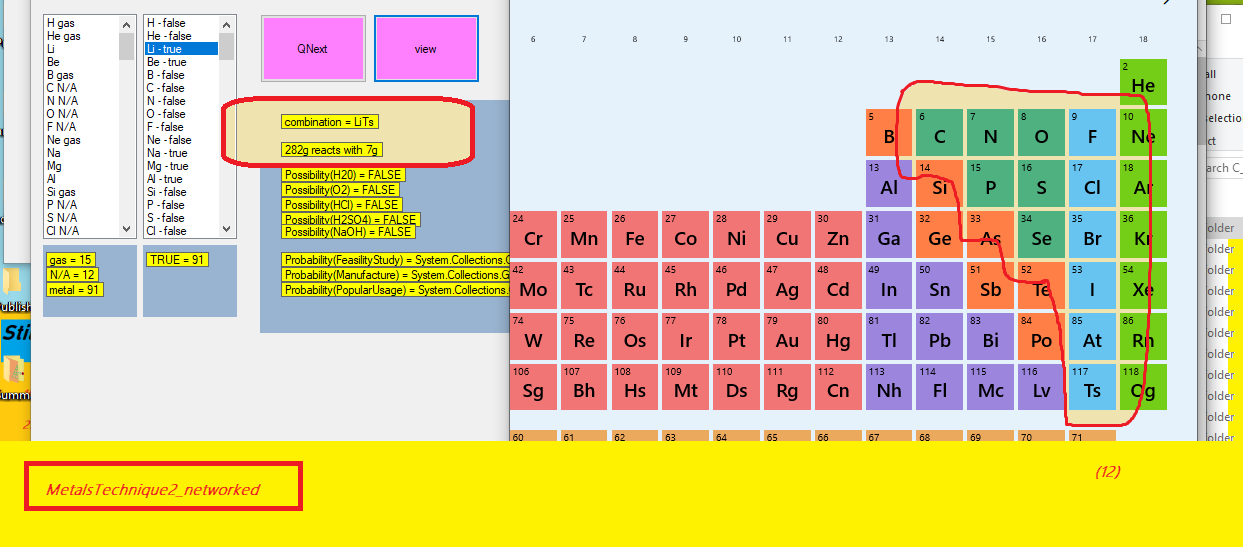 H gas
He gas
Li
Be
B gas
C N/A
N N/A
O N/A
F N/A
Ne gas
Na
Mg
Al
Si gas
P N/A
S N/A
Cl N/A
H - false
He - false
Li - true
Be - true
B - false
C - false
N - false
O - false
F - false
Ne - false
Na - true
Mg - true
Al - true
Si - false
P - false
S - false
Cl - false
gas = 15
N/A = 12
metal = 91
TRUE = 91
QNext
view
combination = LiTs
282g reacts with 7g
Possibility(H20) = FALSE
Possibility(O2) = FALSE
Possibility(HCl) = FALSE
Possibility(H2SO4) = FALSE
Possibility(NaOH) = FALSE
Probability(FeasilityStudy) = System.Collections.G
Probability(Manufacture) = System.Collections.G
Probability(PopularUsage) = System.Collections.
6 7 8 9 10 11 12 13 14 15 16 17 18
2 He
5 B 6 C 7 N 8 O 9 F 10 Ne
13 Al 14 Si 15 P 16 S 17 Cl 18 Ar
24 Cr 25 Mn 26 Fe 27 Co 28 Ni 29 Cu 30 Zn 31 Ga 32 Ge 33 As 34 Se 35 Br 36 Kr
42 Mo 43 Tc 44 Ru 45 Rh 46 Pd 47 Ag 48 Cd 49 In 50 Sn 51 Sb 52 Te 53 I 54 Xe
74 W 75 Re 76 Os 77 Ir 78 Pt 79 Au 80 Hg 81 Tl 82 Pb 83 Bi 84 Po 85 At 86 Rn
106 Sg 107 Bh 108 Hs 109 Mt 110 Ds 111 Rg 112 Cn 113 Nh 114 Fl 115 Mc 116 Lv 117 Ts 118 Og
60 61 62 63 64 65 66 67 68 69 70 71
ublish
Sti
umm
2
all
selectio
ct
arch C_
older
older
older
older
older
older
older
older
older
older
older
MetalsTechnique2_networked
(12)